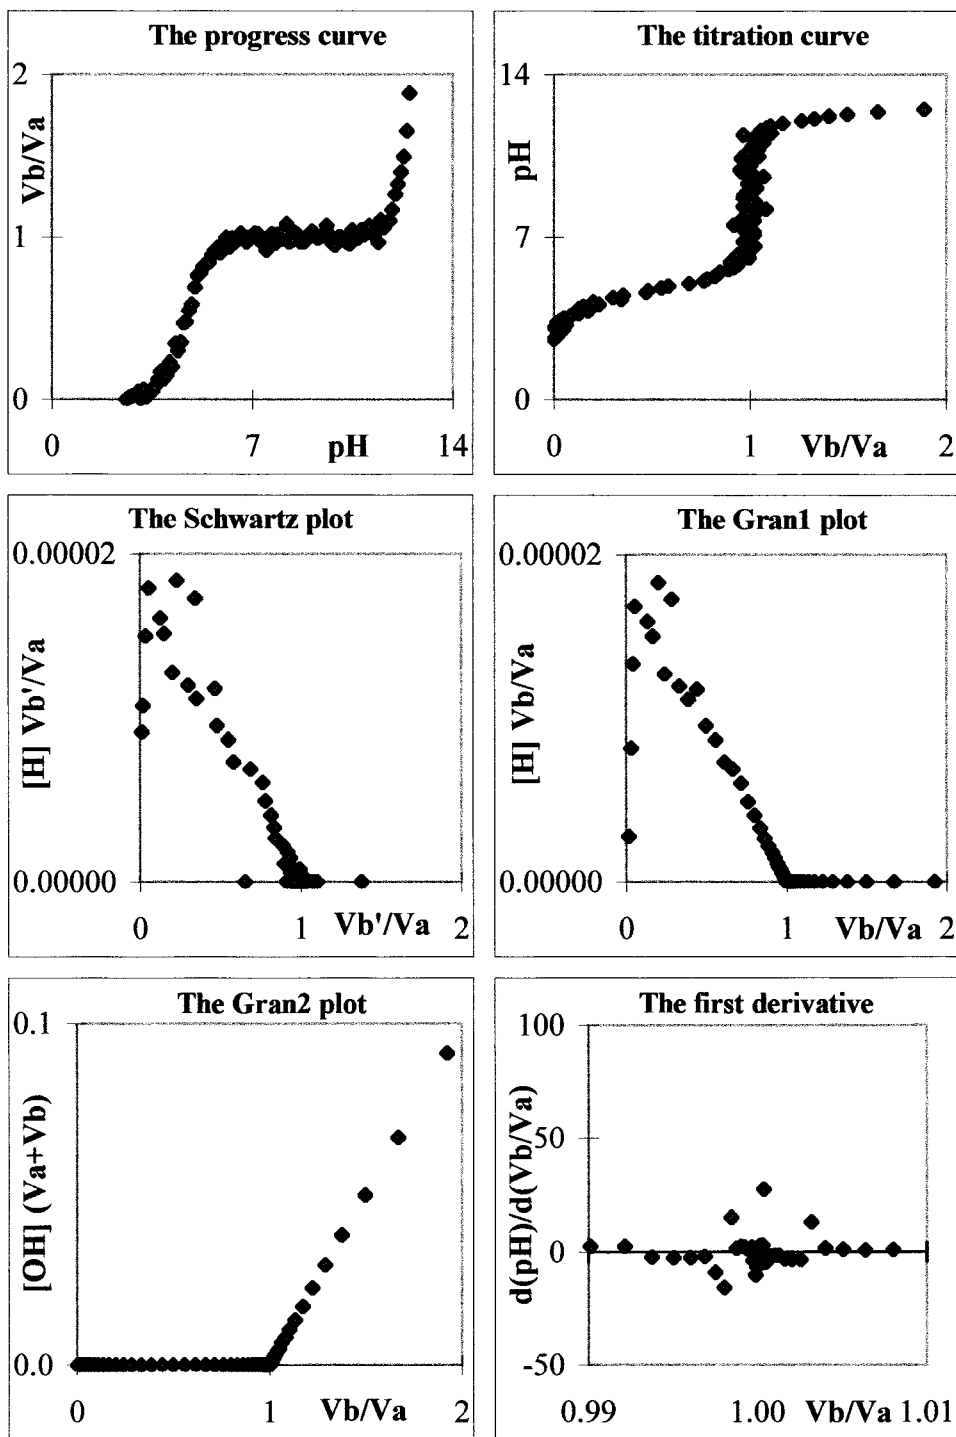 The progress curve
2
Vb/Va
1
0
0 7 pH 14
The titration curve
14
pH
7
0
0 1 Vb/Va 2
The Schwartz plot
0.00002
[H] Vb'/Va
0.00000
0 1 Vb'/Va 2
The Gran1 plot
0.00002
[H] Vb/Va
0.00000
0 1 Vb/Va 2
The Gran2 plot
0.1
[OH] (Va+Vb)
0.0
0 1 Vb/Va 2
The first derivative
100
d(pH)/d(Vb/Va)
50
0
-50
0.99 1.00 Vb/Va 1.01